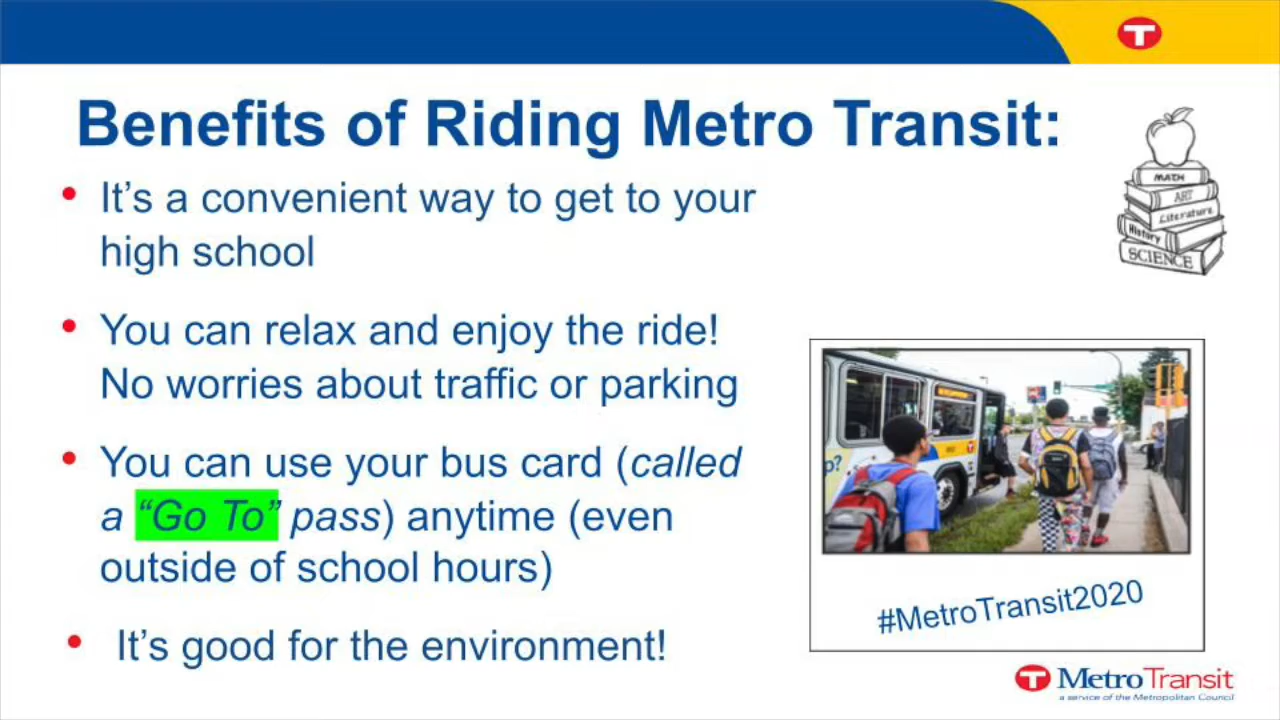 T
Benefits of Riding Metro Transit:
• It’s a convenient way to get to your
high school
• You can relax and enjoy the ride!
No worries about traffic or parking
• You can use your bus card (called
a “Go To” pass) anytime (even
outside of school hours)
• It’s good for the environment!
MATH
ART
Literature
History
SCIENCE
p?
#MetroTransit2020
T MetroTransit
a service of the Metropolitan Council